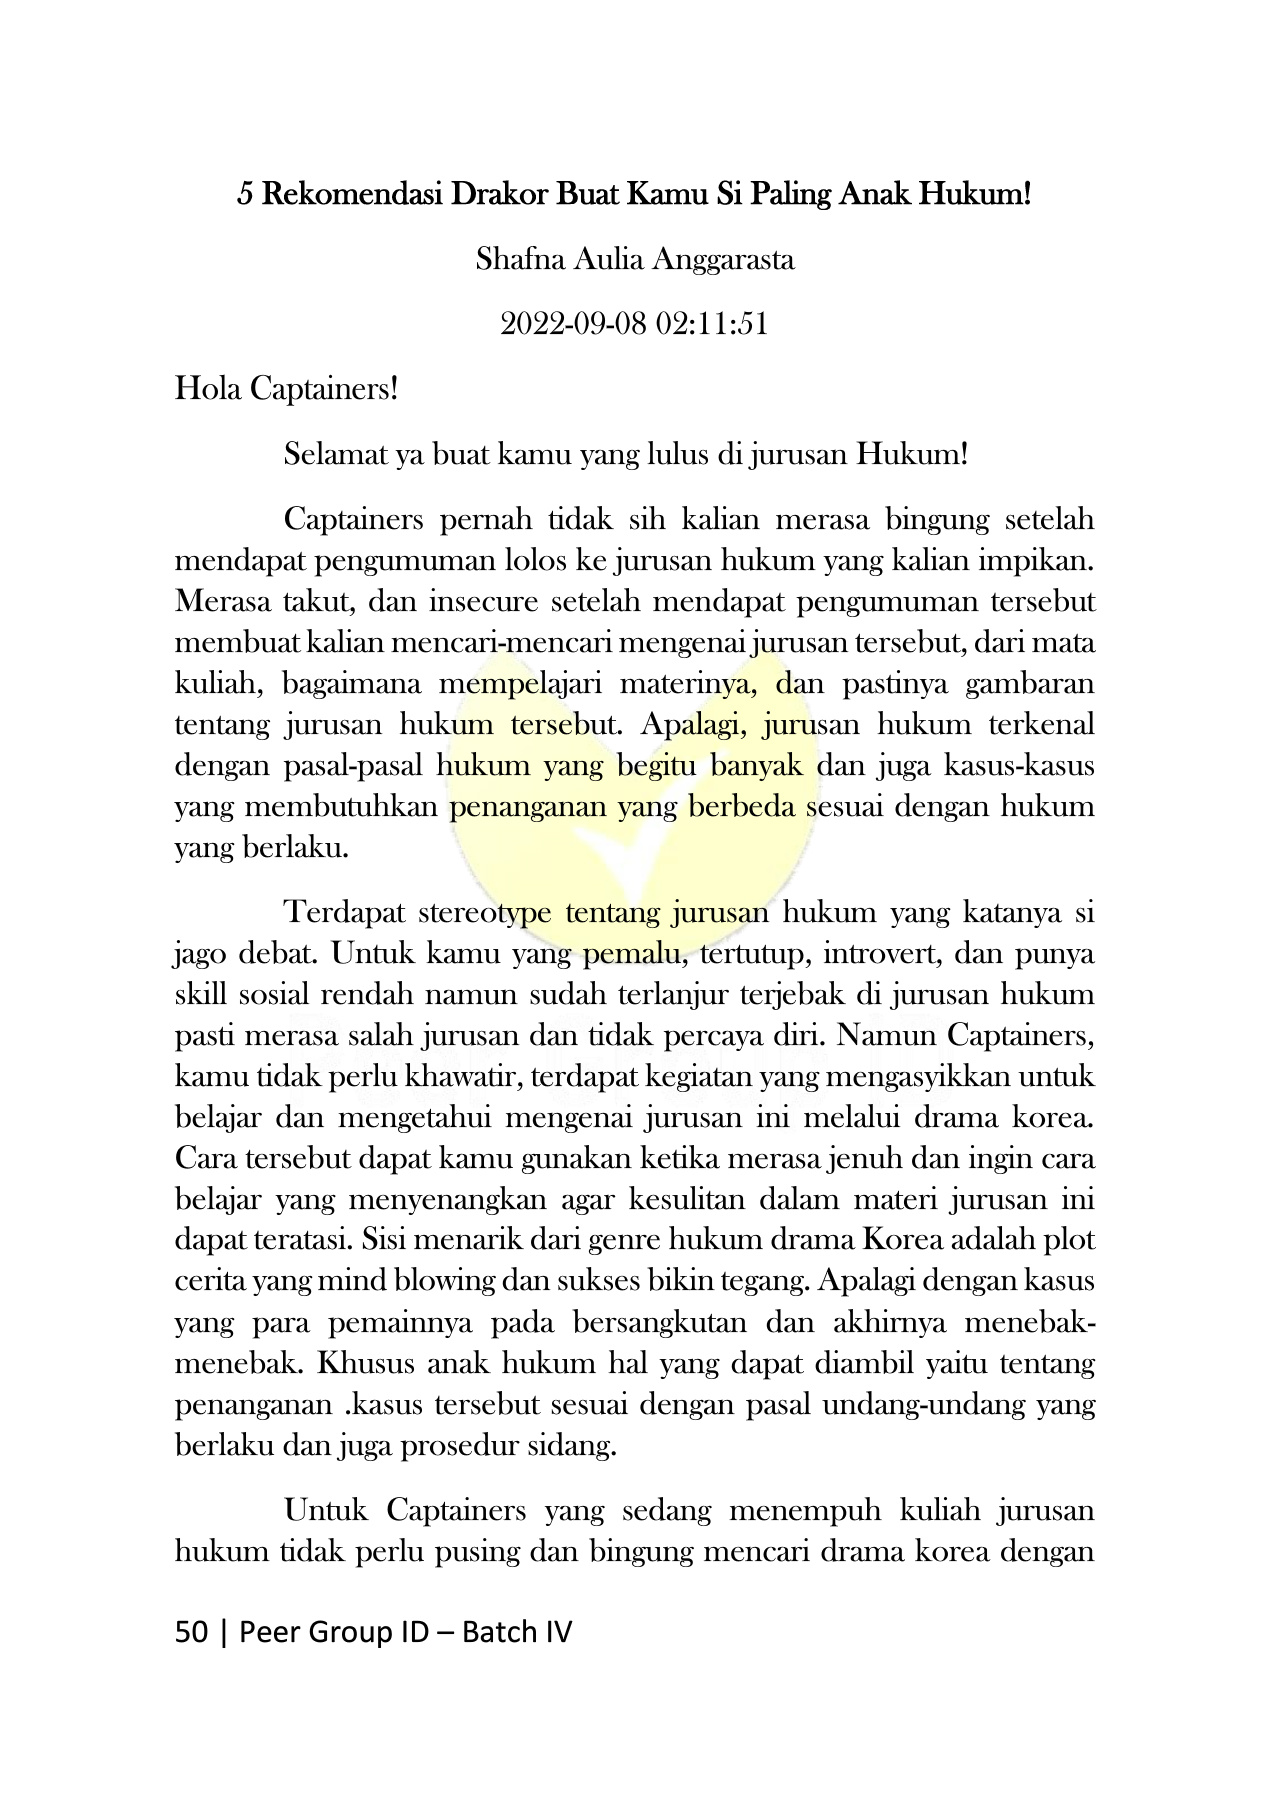 5 Rekomendasi Drakor Buat Kamu Si Paling Anak Hukum!
Shafna Aulia Anggarasta
2022-09-08 02:11:51
Hola Captainers!
Selamat ya buat kamu yang lulus di jurusan Hukum!
Captainers pernah tidak sih kalian merasa bingung setelah
mendapat pengumuman lolos ke jurusan hukum yang kalian impikan.
Merasa takut, dan insecure setelah mendapat pengumuman tersebut
membuat kalian mencari-mencari mengenai jurusan tersebut, dari mata
kuliah, bagaimana mempelajari materinya, dan pastinya gambaran
tentang jurusan hukum tersebut. Apalagi, jurusan hukum terkenal
dengan pasal-pasal hukum yang begitu banyak dan juga kasus-kasus
yang membutuhkan penanganan yang berbeda sesuai dengan hukum
yang berlaku.
Terdapat stereotype tentang jurusan hukum yang katanya si
jago debat. Untuk kamu yang pemalu, tertutup, introvert, dan punya
skill sosial rendah namun sudah terlanjur terjebak di jurusan hukum
pasti merasa salah jurusan dan tidak percaya diri. Namun Captainers,
kamu tidak perlu khawatir, terdapat kegiatan yang mengasyikkan untuk
belajar dan mengetahui mengenai jurusan ini melalui drama korea.
Cara tersebut dapat kamu gunakan ketika merasa jenuh dan ingin cara
belajar yang menyenangkan agar kesulitan dalam materi jurusan ini
dapat teratasi. Sisi menarik dari genre hukum drama Korea adalah plot
cerita yang mind blowing dan sukses bikin tegang. Apalagi dengan kasus
yang para pemainnya pada bersangkutan dan akhirnya menebak-
menebak. Khusus anak hukum hal yang dapat diambil yaitu tentang
penanganan .kasus tersebut sesuai dengan pasal undang-undang yang
berlaku dan juga prosedur sidang.
Untuk Captainers yang sedang menempuh kuliah jurusan
hukum tidak perlu pusing dan bingung mencari drama korea dengan
50 | Peer Group ID – Batch IV